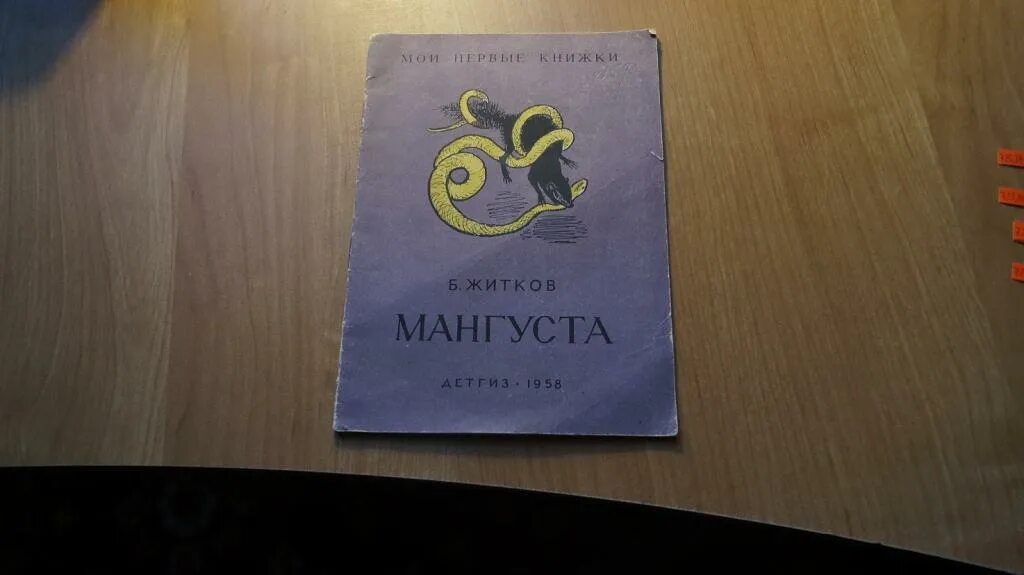 МОИ ПЕРВЫЕ КНИЖКИ
Б. ЖИТКОВ
МАНГУСТА
ДЕТГИЗ · 1958